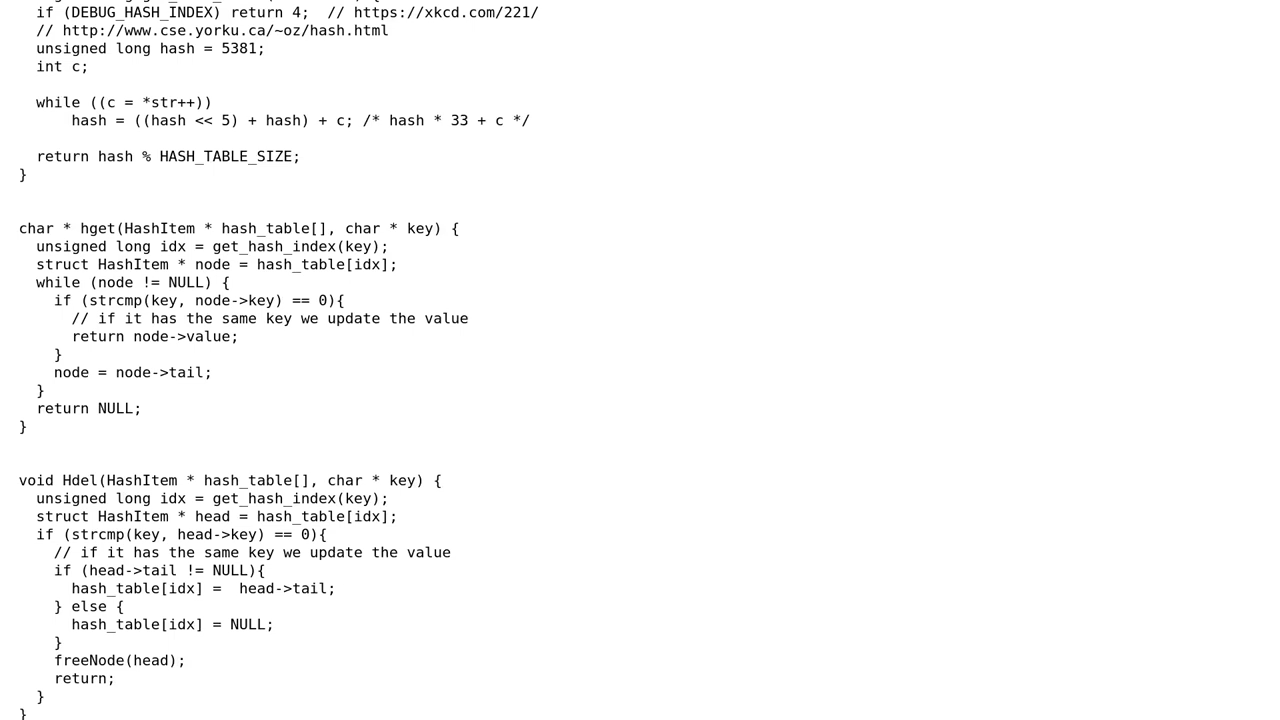 if (DEBUG_HASH_INDEX) return 4;  // https://xkcd.com/221/
  // http://www.cse.yorku.ca/~oz/hash.html
  unsigned long hash = 5381;
  int c;

  while ((c = *str++))
      hash = ((hash << 5) + hash) + c; /* hash * 33 + c */

  return hash % HASH_TABLE_SIZE;
}


char * hget(HashItem * hash_table[], char * key) {
  unsigned long idx = get_hash_index(key);
  struct HashItem * node = hash_table[idx];
  while (node != NULL) {
    if (strcmp(key, node->key) == 0){
      // if it has the same key we update the value
      return node->value;
    }
    node = node->tail;
  }
  return NULL;
}


void Hdel(HashItem * hash_table[], char * key) {
  unsigned long idx = get_hash_index(key);
  struct HashItem * head = hash_table[idx];
  if (strcmp(key, head->key) == 0){
    // if it has the same key we update the value
    if (head->tail != NULL){
      hash_table[idx] =  head->tail;
    } else {
      hash_table[idx] = NULL;
    }
    freeNode(head);
    return;
  }
}